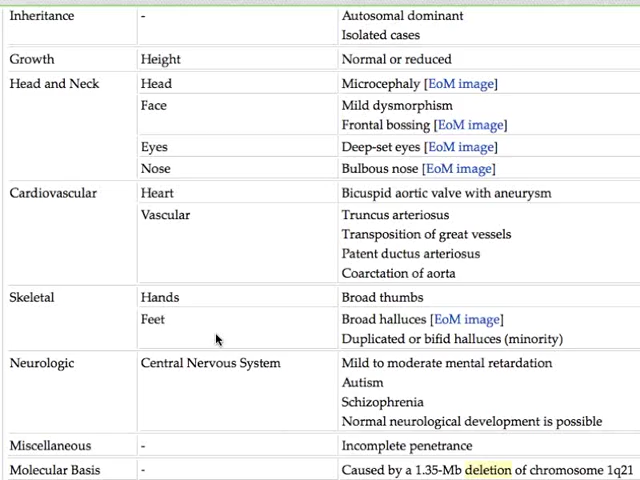 Inheritance - Autosomal dominant
Isolated cases
Growth Height Normal or reduced
Head and Neck Head Microcephaly [EoM image]
Face Mild dysmorphism
Frontal bossing [EoM image]
Eyes Deep-set eyes [EoM image]
Nose Bulbous nose [EoM image]
Cardiovascular Heart Bicuspid aortic valve with aneurysm
Vascular Truncus arteriosus
Transposition of great vessels
Patent ductus arteriosus
Coarctation of aorta
Skeletal Hands Broad thumbs
Feet Broad halluces [EoM image]
Duplicated or bifid halluces (minority)
Neurologic Central Nervous System Mild to moderate mental retardation
Autism
Schizophrenia
Normal neurological development is possible
Miscellaneous - Incomplete penetrance
Molecular Basis - Caused by a 1.35-Mb deletion of chromosome 1q21